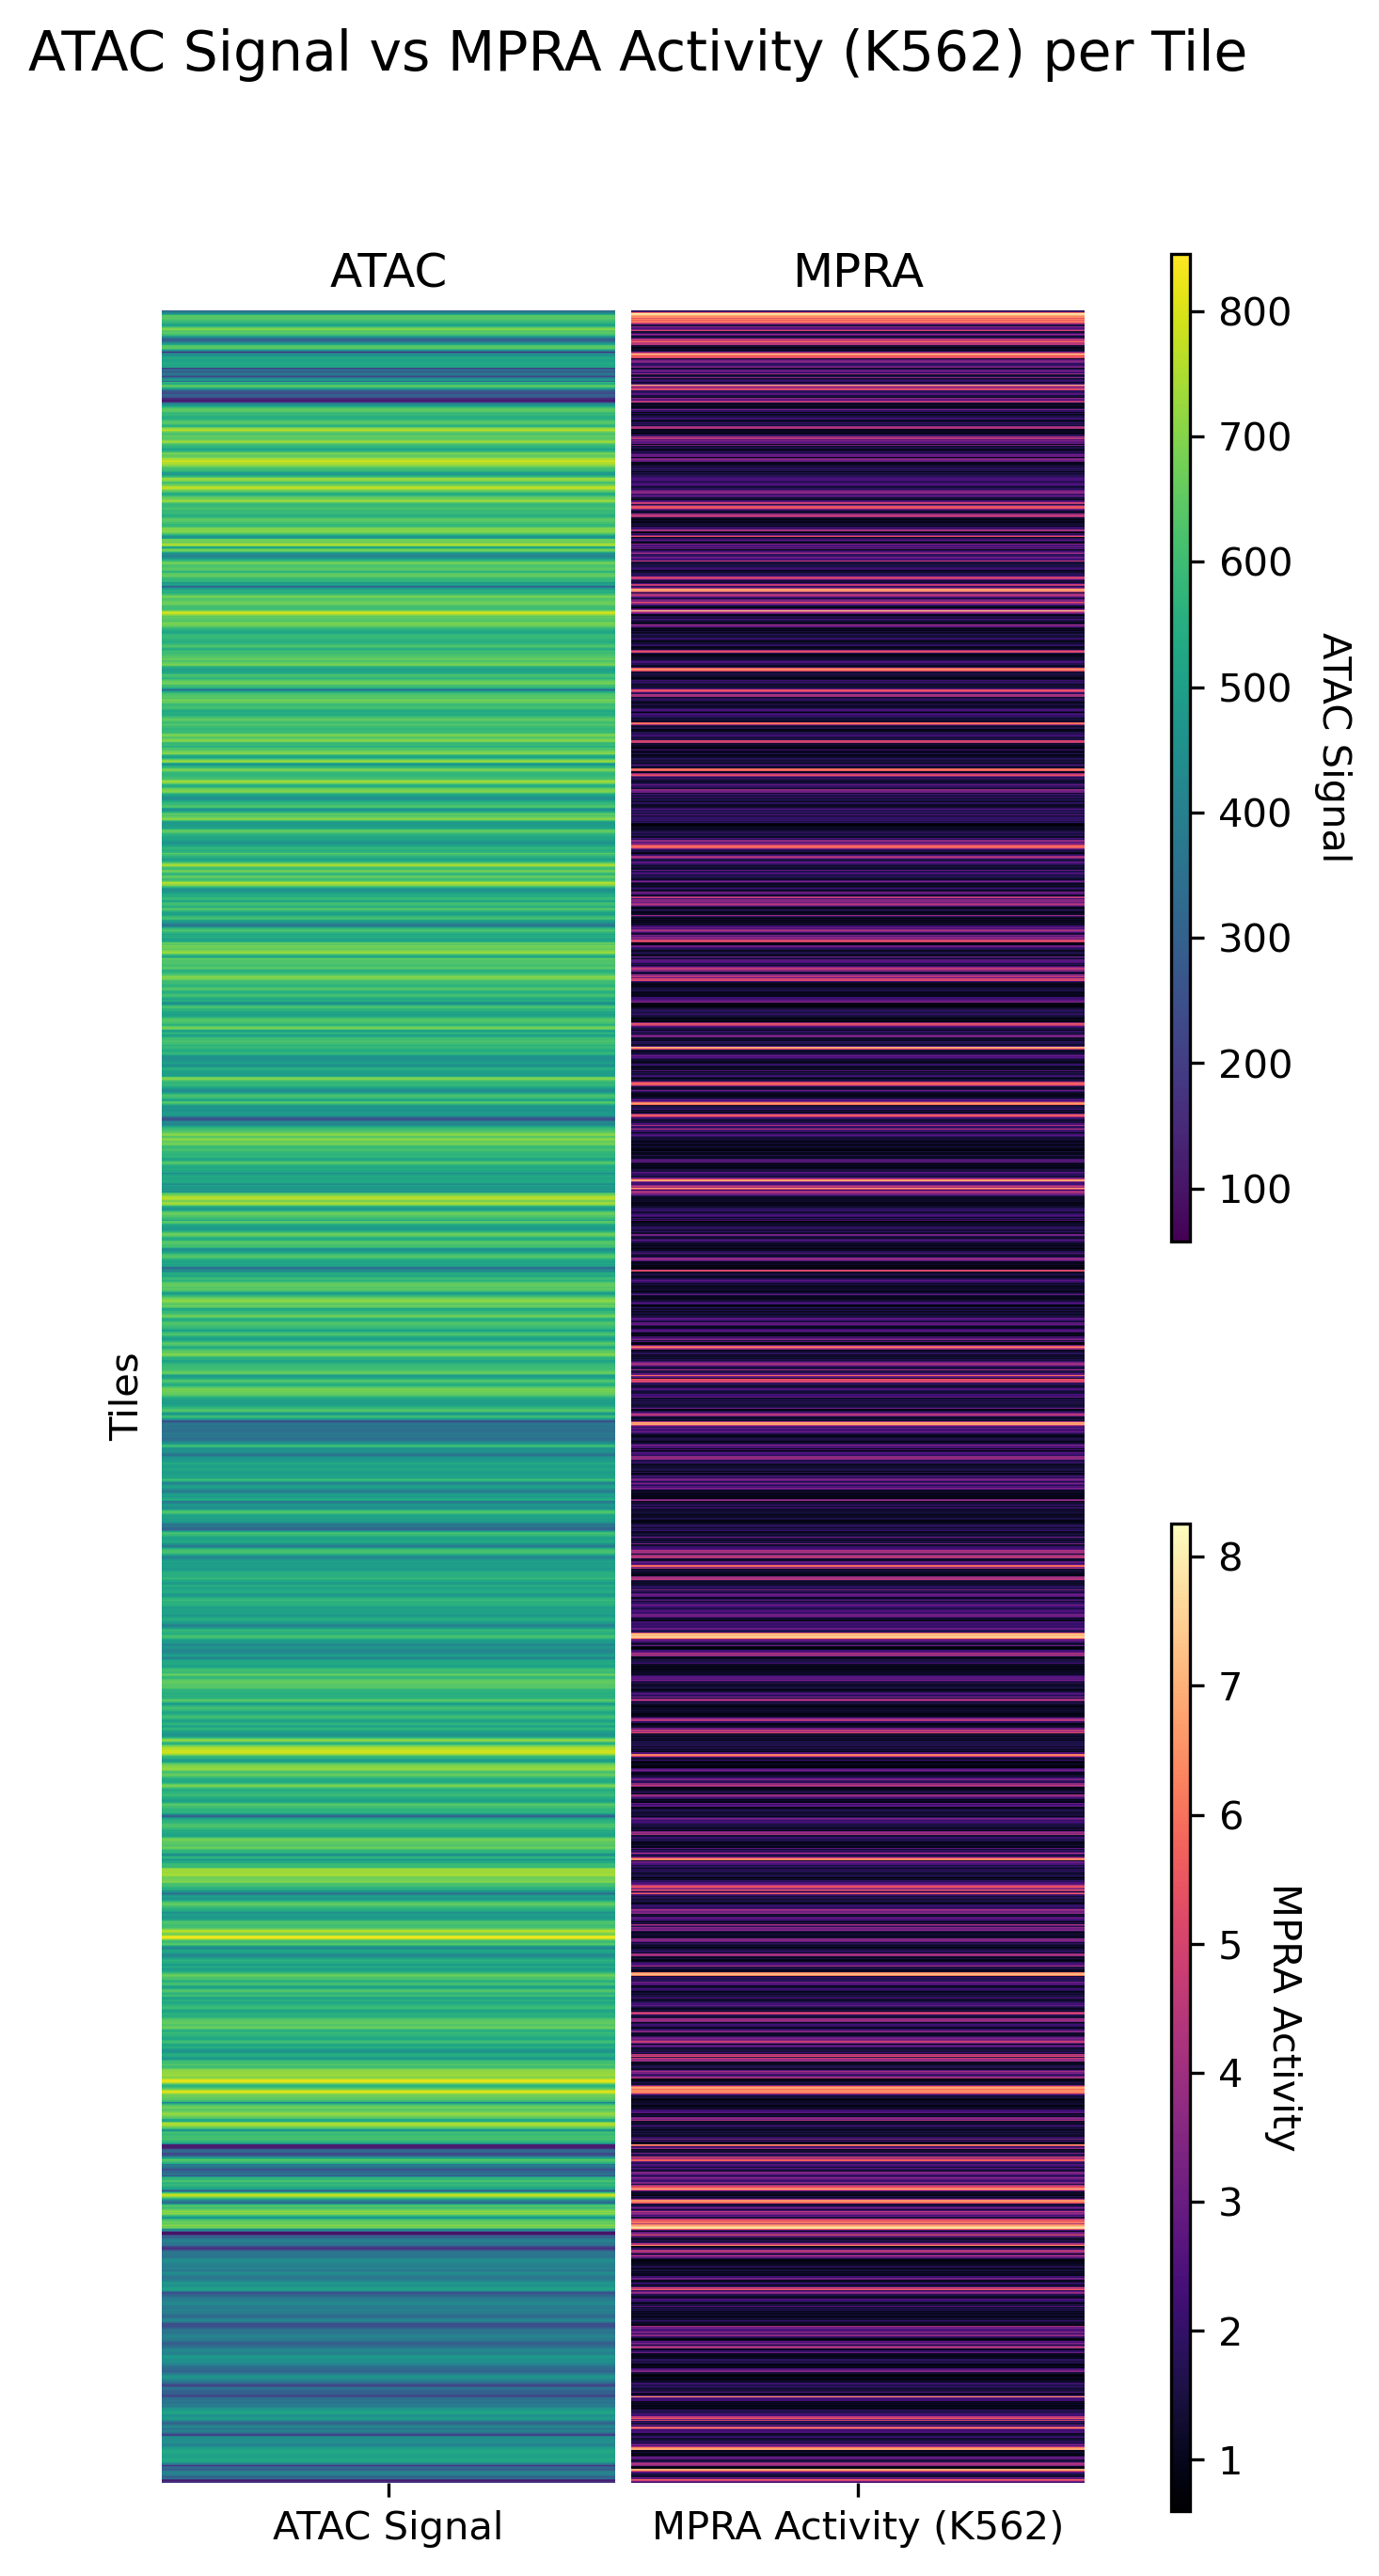 ATAC Signal vs MPRA Activity (K562) per Tile
ATAC
MPRA
800
700
600
500
400
300
200
100
ATAC Signal
Tiles
8
7
6
5
4
3
2
1
MPRA Activity
ATAC Signal
MPRA Activity (K562)